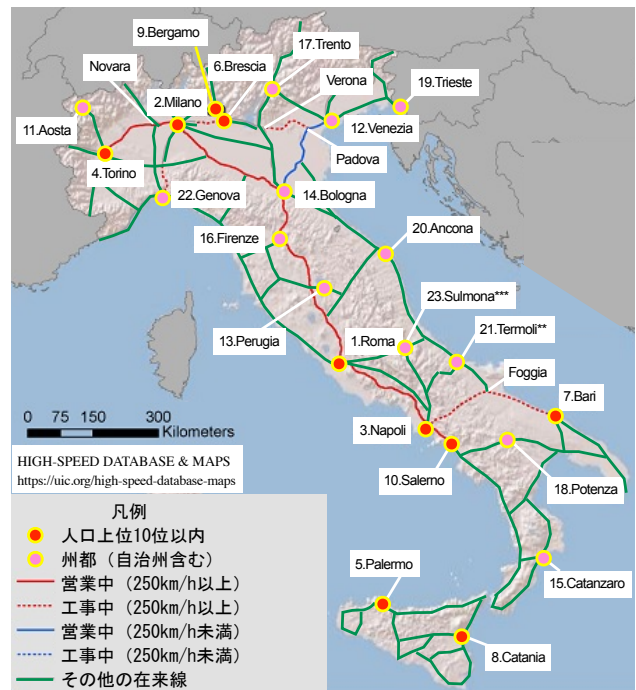 9.Bergamo
17.Trento
Novara
6.Brescia
Verona
2.Milano
19.Trieste
11.Aosta
12.Venezia
Padova
4.Torino
22.Genova
14.Bologna
16.Firenze
20.Ancona
23.Sulmona***
13.Perugia
1.Roma
21.Termoli**
Foggia
7.Bari
0 75 150 300
Kilometers
3.Napoli
HIGH-SPEED DATABASE & MAPS
https://uic.org/high-speed-database-maps
10.Salerno
18.Potenza
凡例
人口上位10位以内
州都（自治州含む）
営業中（250km/h以上）
工事中（250km/h以上）
営業中（250km/h未満）
工事中（250km/h未満）
その他の在来線
15.Catanzaro
5.Palermo
8.Catania